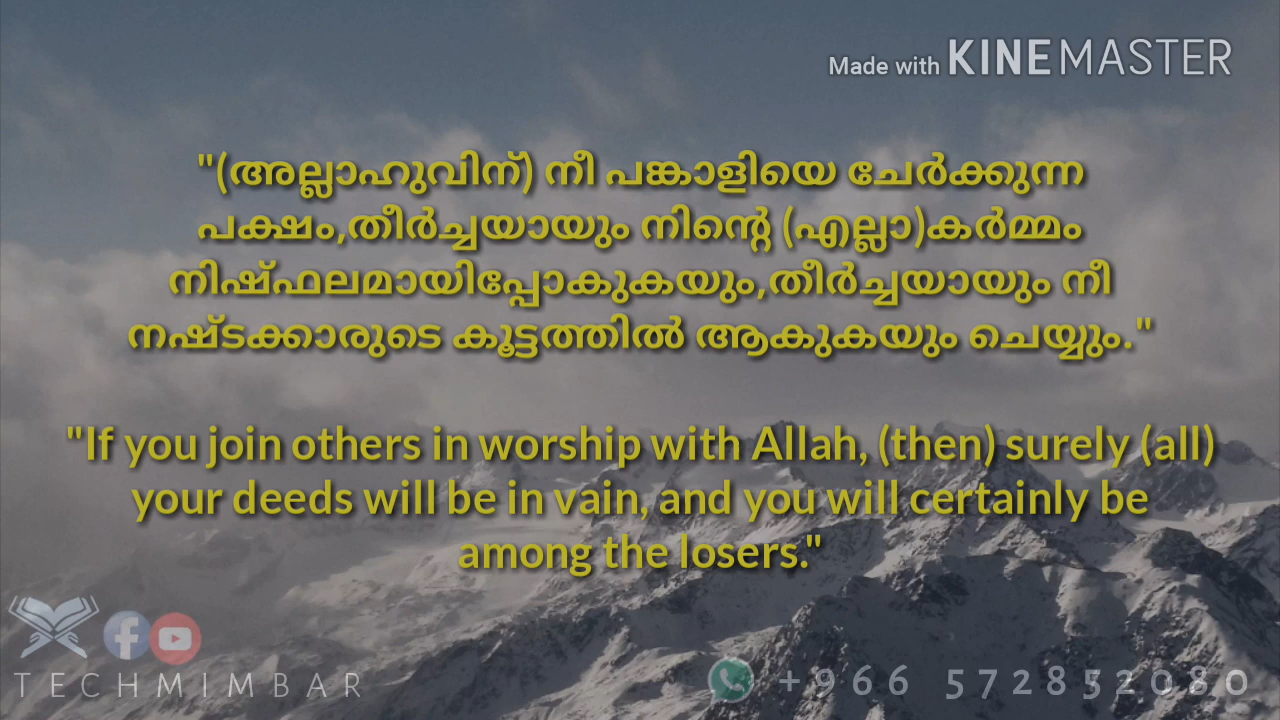 Made with KINEMASTER
"(അല്ലാഹുവിന്) നീ പങ്കാളിയെ ചേർക്കുന്ന
പക്ഷം,തീർച്ചയായും നിന്റെ (എല്ലാ)കർമ്മം
നിഷ്ഫലമായിപ്പോകുകയും,തീർച്ചയായും നീ
നഷ്ടക്കാരുടെ കൂട്ടത്തിൽ ആകുകയും ചെയ്യും."
"If you join others in worship with Allah, (then) surely (all)
your deeds will be in vain, and you will certainly be
among the losers."
TECHMIMBAR
+966 572852080